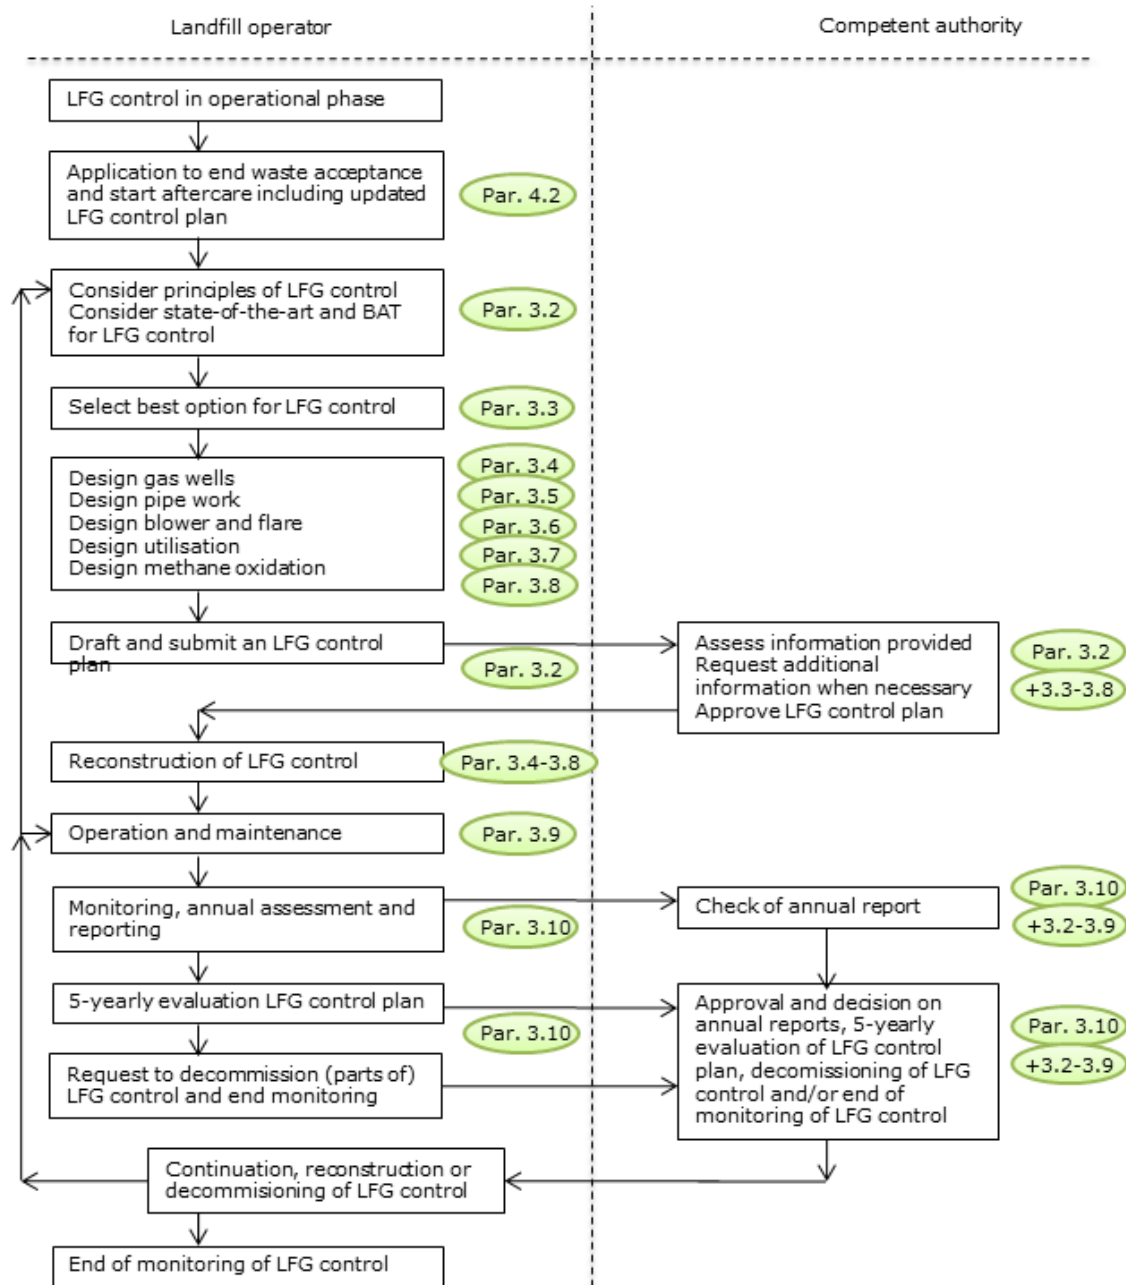 Landfill operator
Competent authority
LFG control in operational phase
Application to end waste acceptance
and start aftercare including updated
LFG control plan
Par. 4.2
Consider principles of LFG control
Consider state-of-the-art and BAT
for LFG control
Par. 3.2
Select best option for LFG control
Par. 3.3
Design gas wells
Design pipe work
Design blower and flare
Design utilisation
Design methane oxidation
Par. 3.4
Par. 3.5
Par. 3.6
Par. 3.7
Par. 3.8
Draft and submit an LFG control
plan
Par. 3.2
Assess information provided
Request additional
information when necessary
Approve LFG control plan
Par. 3.2
+3.3-3.8
Reconstruction of LFG control
Par. 3.4-3.8
Operation and maintenance
Par. 3.9
Monitoring, annual assessment and
reporting
Par. 3.10
Check of annual report
Par. 3.10
+3.2-3.9
5-yearly evaluation LFG control plan
Par. 3.10
Request to decommission (parts of)
LFG control and end monitoring
Approval and decision on
annual reports, 5-yearly
evaluation of LFG control
plan, decomissioning of LFG
control and/or end of
monitoring of LFG control
Par. 3.10
+3.2-3.9
Continuation, reconstruction or
decommisioning of LFG control
End of monitoring of LFG control